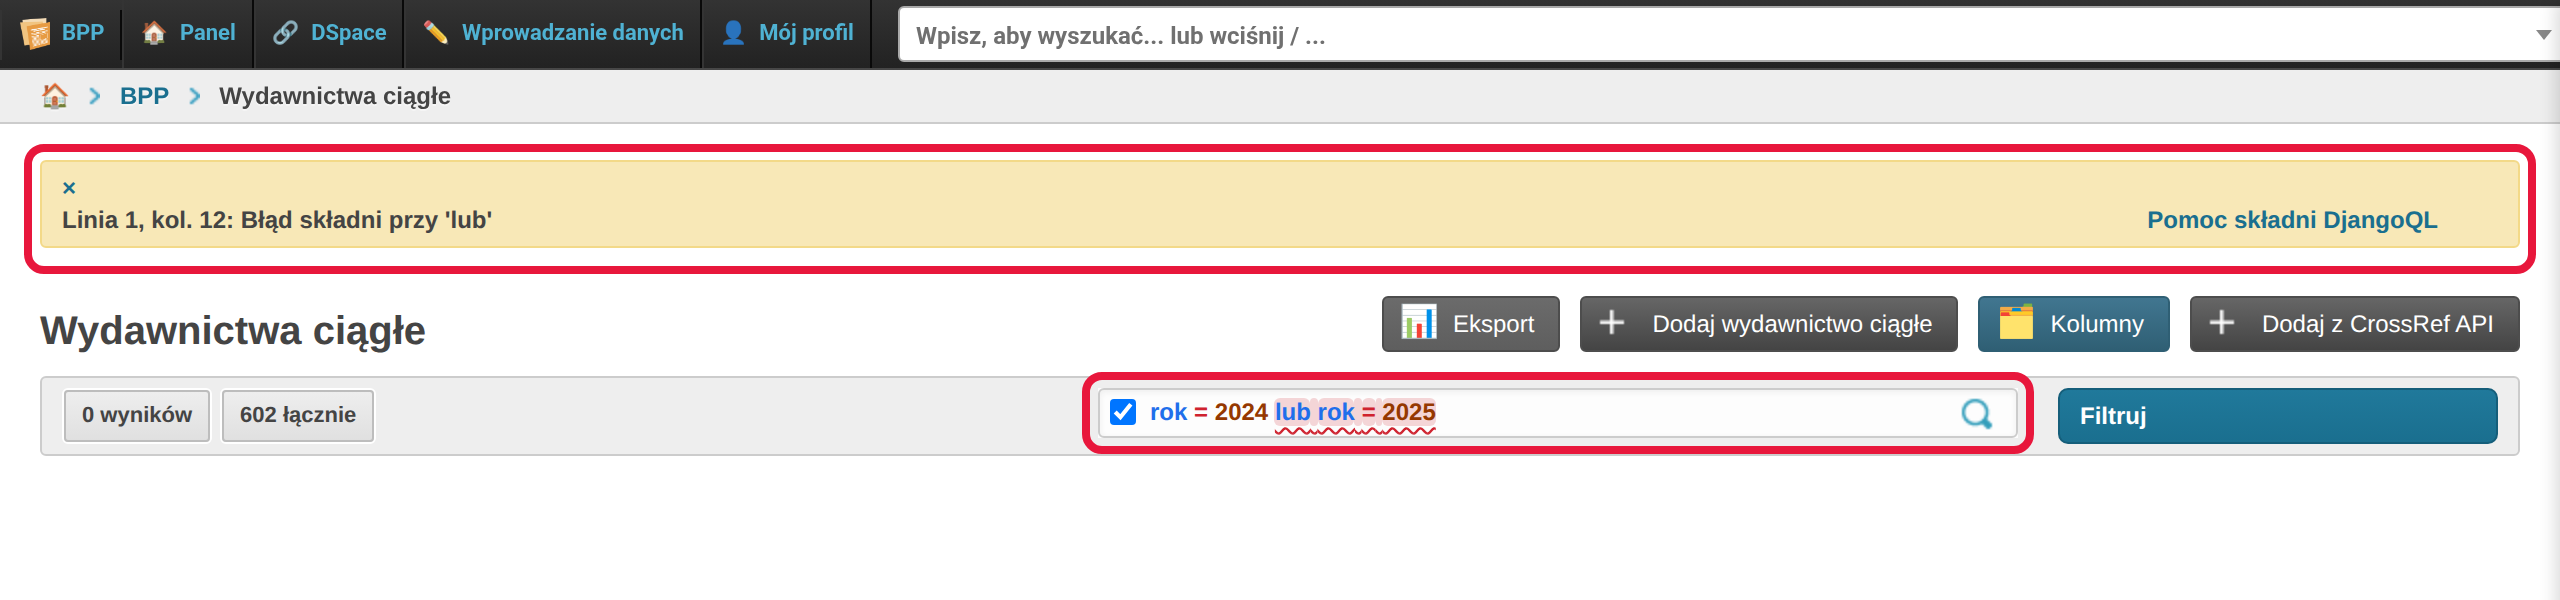 BPP Panel DSpace Wprowadzanie danych Mój profil Wpisz, aby wyszukać... lub wciśnij / ...
BPP Wydawnictwa ciągłe
×
Linia 1, kol. 12: Błąd składni przy 'lub' Pomoc składni DjangoQL
Wydawnictwa ciągłe Eksport Dodaj wydawnictwo ciągłe Kolumny Dodaj z CrossRef API
0 wyników 602 łącznie rok = 2024 lub rok = 2025 Filtruj